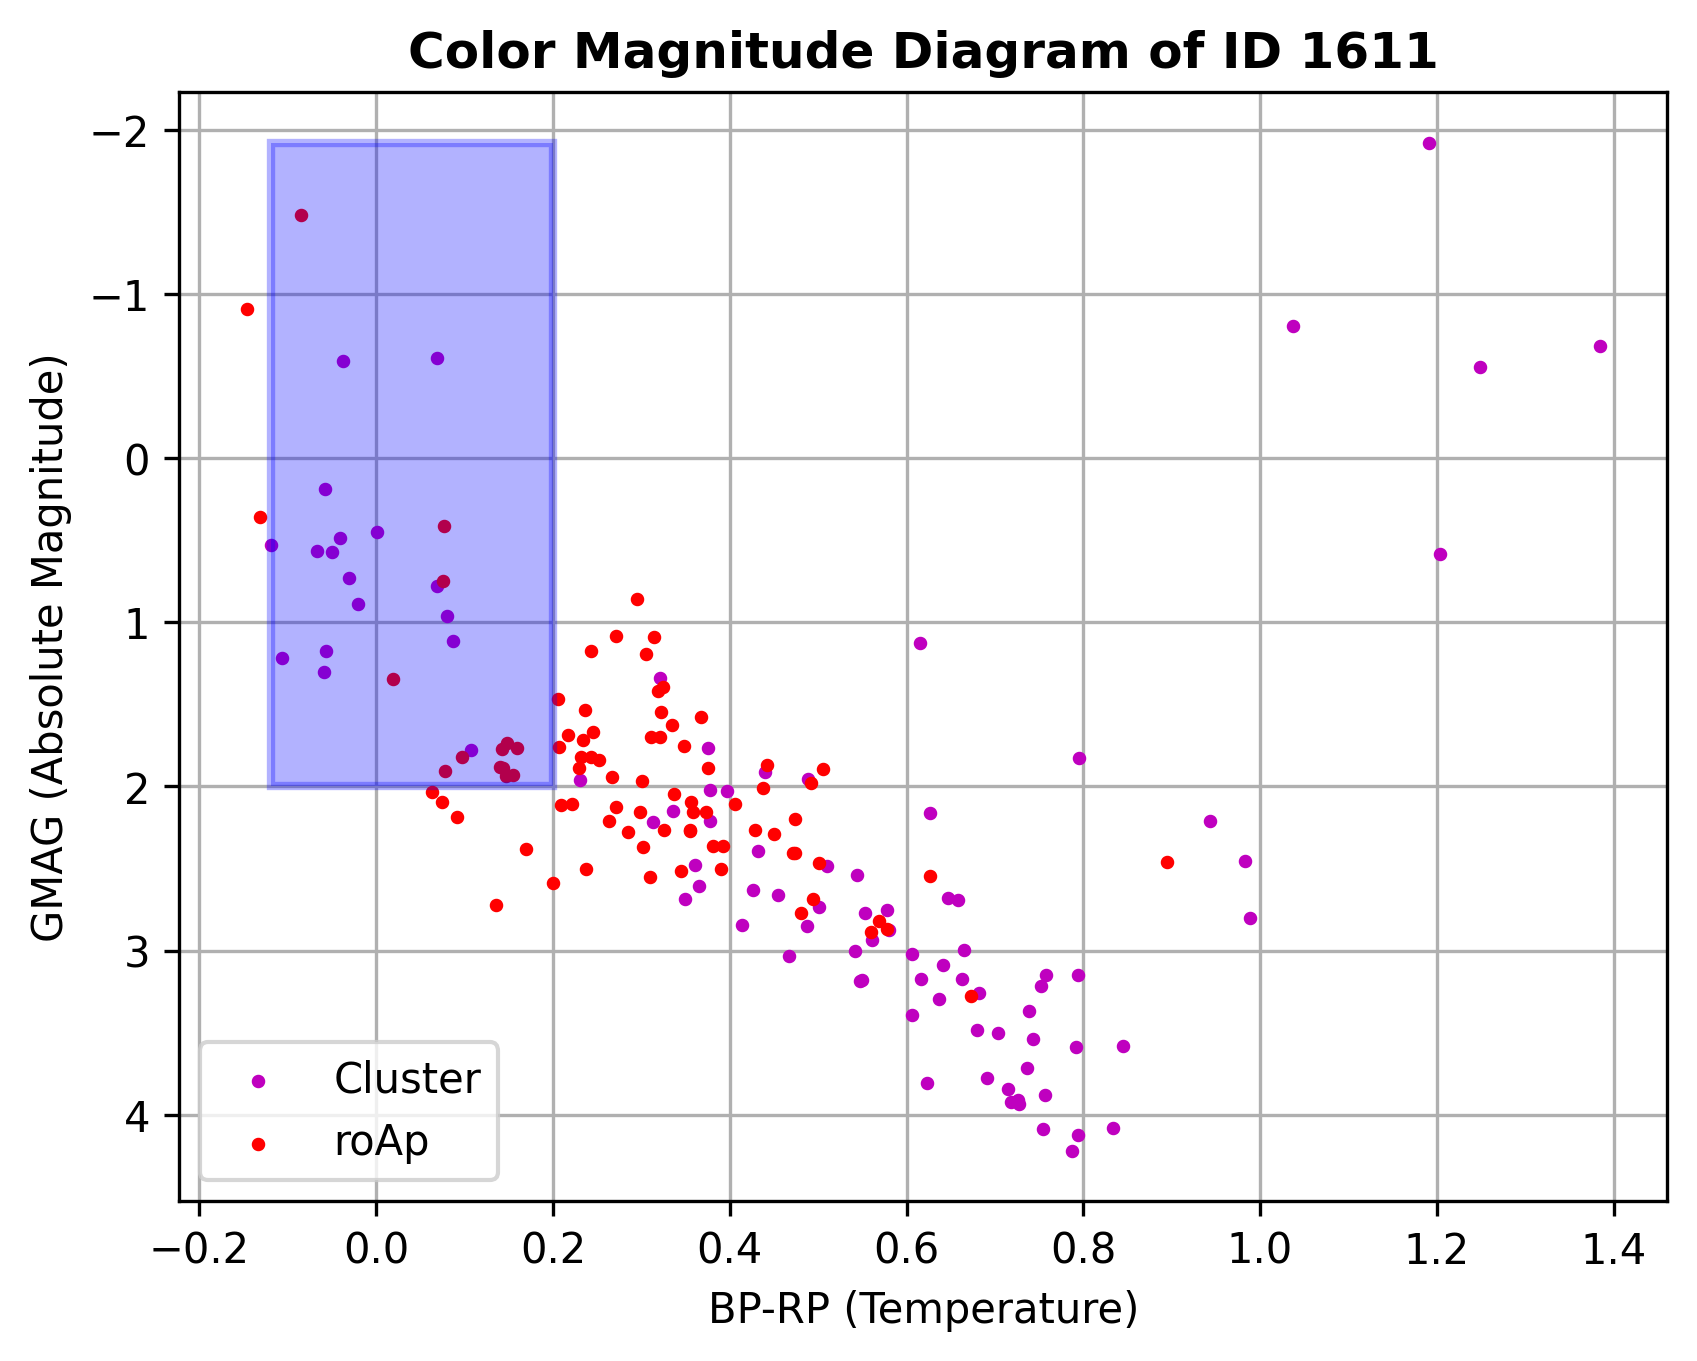 Color Magnitude Diagram of ID 1611
GMAG (Absolute Magnitude)
−2
−1
0
1
2
3
4
Cluster
roAp
−0.2 0.0 0.2 0.4 0.6 0.8 1.0 1.2 1.4
BP-RP (Temperature)